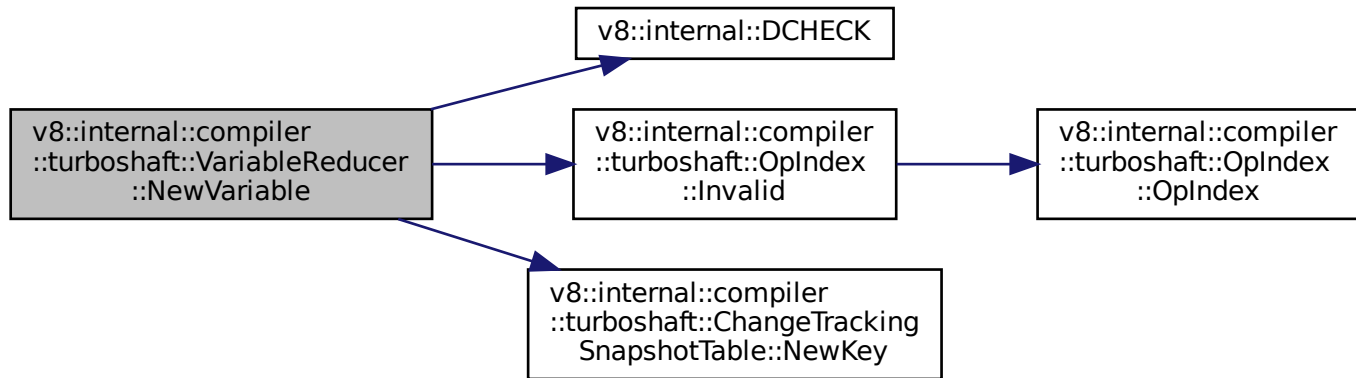 v8::internal::DCHECK
v8::internal::compiler
::turboshaft::VariableReducer
::NewVariable
v8::internal::compiler
::turboshaft::OpIndex
::Invalid
v8::internal::compiler
::turboshaft::OpIndex
::OpIndex
v8::internal::compiler
::turboshaft::ChangeTracking
SnapshotTable::NewKey